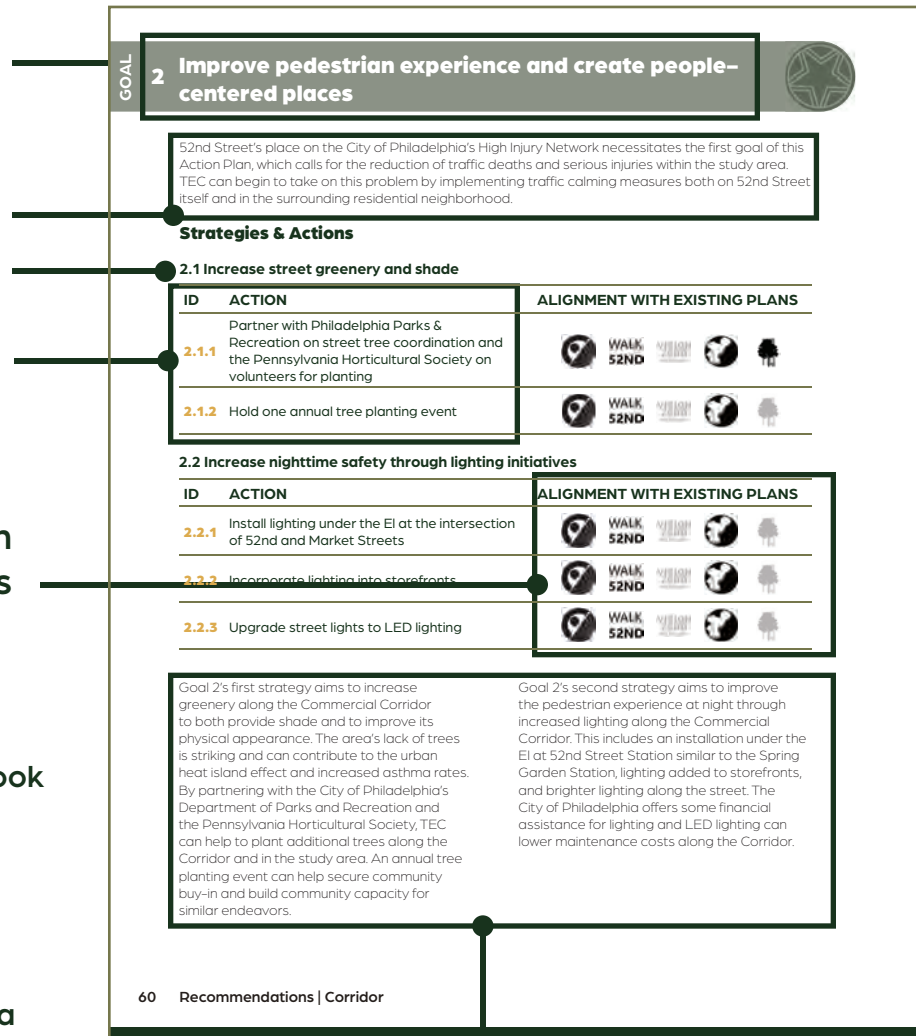 GOAL
2 Improve pedestrian experience and create people-
centered places
52nd Street's place on the City of Philadelphia's High Injury Network necessitates the first goal of this
Action Plan, which calls for the reduction of traffic deaths and serious injuries within the study area.
TEC can begin to take on this problem by implementing traffic calming measures both on 52nd Street
itself and in the surrounding residential neighborhood.
Strategies & Actions
2.1 Increase street greenery and shade
ID ACTION ALIGNMENT WITH EXISTING PLANS
2.1.1 Partner with Philadelphia Parks &
Recreation on street tree coordination and
the Pennsylvania Horticultural Society on
volunteers for planting
WALK
52ND
2.1.2 Hold one annual tree planting event
WALK
52ND
2.2 Increase nighttime safety through lighting initiatives
ID ACTION ALIGNMENT WITH EXISTING PLANS
2.2.1 Install lighting under the El at the intersection
of 52nd and Market Streets
WALK
52ND
2.2.2 Incorporate lighting into storefronts
WALK
52ND
2.2.3 Upgrade street lights to LED lighting
WALK
52ND
Goal 2's first strategy aims to increase
greenery along the Commercial Corridor
to both provide shade and to improve its
physical appearance. The area's lack of trees
is striking and can contribute to the urban
heat island effect and increased asthma rates.
By partnering with the City of Philadelphia's
Department of Parks and Recreation and
the Pennsylvania Horticultural Society, TEC
can help to plant additional trees along the
Corridor and in the study area. An annual tree
planting event can help secure community
buy-in and build community capacity for
similar endeavors.
Goal 2's second strategy aims to improve
the pedestrian experience at night through
increased lighting along the Commercial
Corridor. This includes an installation under the
El at 52nd Street Station similar to the Spring
Garden Station, lighting added to storefronts,
and brighter lighting along the street. The
City of Philadelphia offers some financial
assistance for lighting and LED lighting can
lower maintenance costs along the Corridor.
60 Recommendations | Corridor